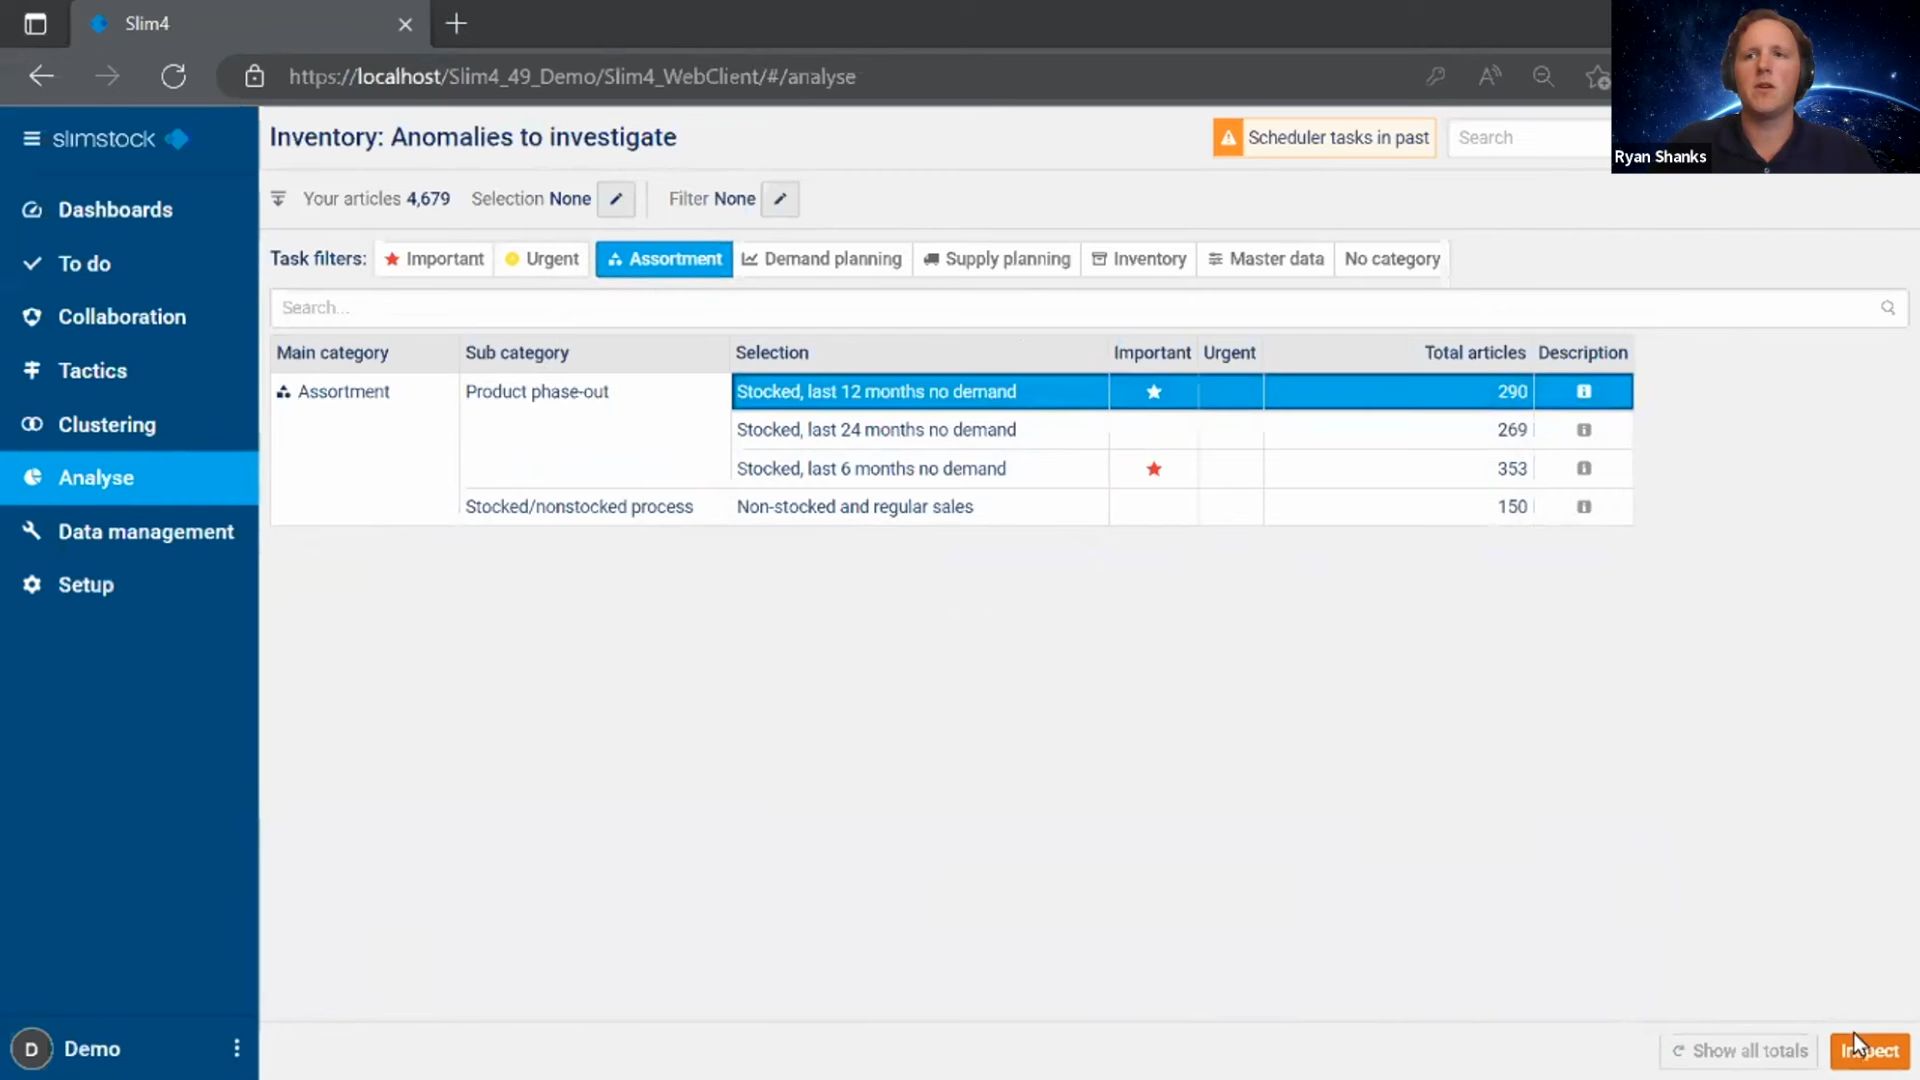 Slim4
https://localhost/Slim4_49_Demo/Slim4_WebClient/#/analyse
Ryan Shanks
slimstock
Inventory: Anomalies to investigate
Scheduler tasks in past
Search
Dashboards
To do
Collaboration
Tactics
Clustering
Analyse
Data management
Setup
Your articles 4,679 Selection None Filter None
Task filters: Important Urgent Assortment Demand planning Supply planning Inventory Master data No category
Search...
Main category Sub category Selection Important Urgent Total articles Description
Assortment Product phase-out Stocked, last 12 months no demand 290
Stocked, last 24 months no demand 269
Stocked, last 6 months no demand 353
Stocked/nonstocked process Non-stocked and regular sales 150
D Demo
Show all totals
Inspect